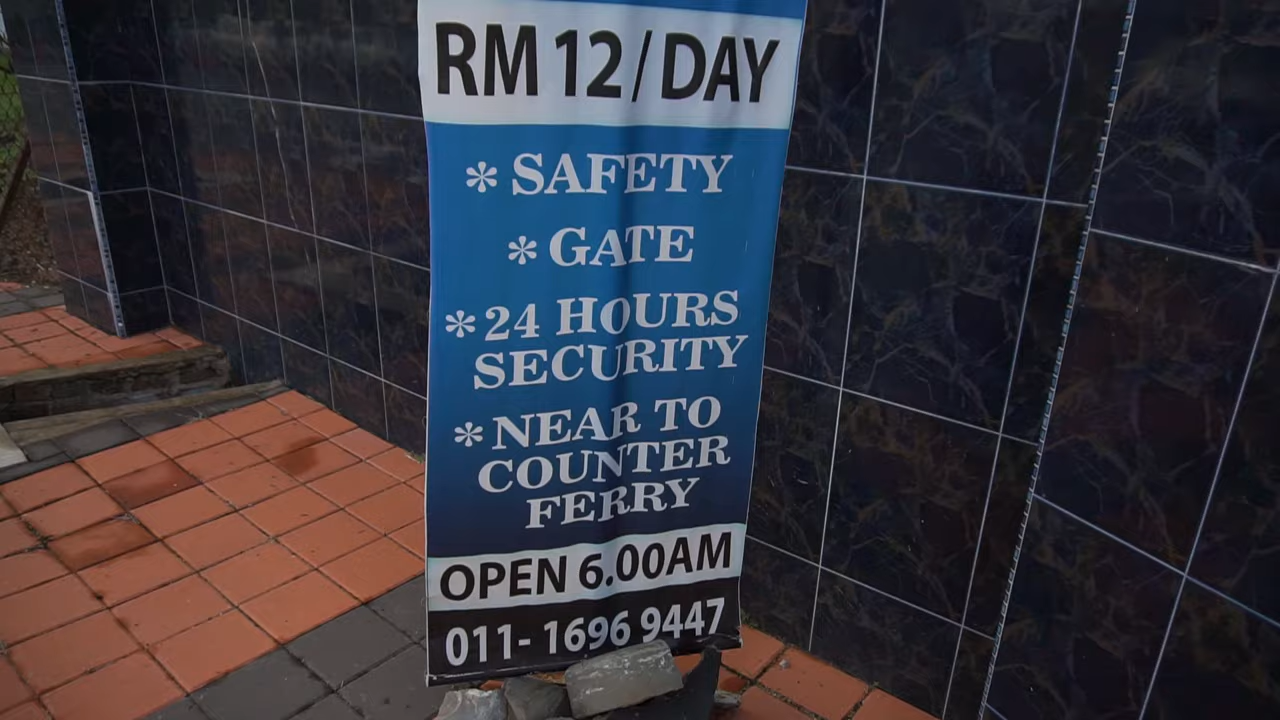 RM 12/DAY
* SAFETY
* GATE
* 24 HOURS
SECURITY
* NEAR TO
COUNTER
FERRY
OPEN 6.00AM
011- 1696 9447